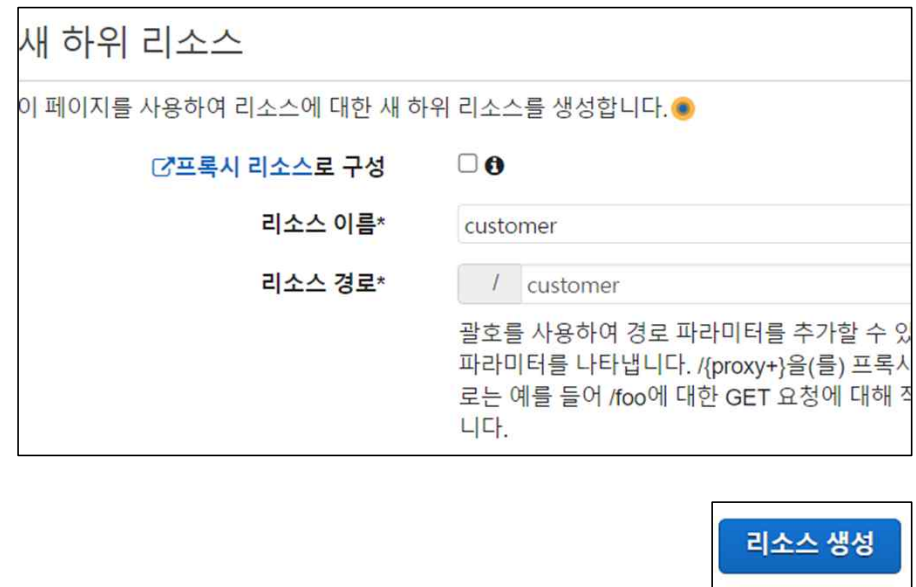 새 하위 리소스
이 페이지를 사용하여 리소스에 대한 새 하위 리소스를 생성합니다.
프록시 리소스로 구성
리소스 이름* customer
리소스 경로* / customer
괄호를 사용하여 경로 파라미터를 추가할 수
파라미터를 나타냅니다. /{proxy+}을(를)
로는 예를 들어 /foo에 대한 GET 요청에 대해
니다.
리소스 생성